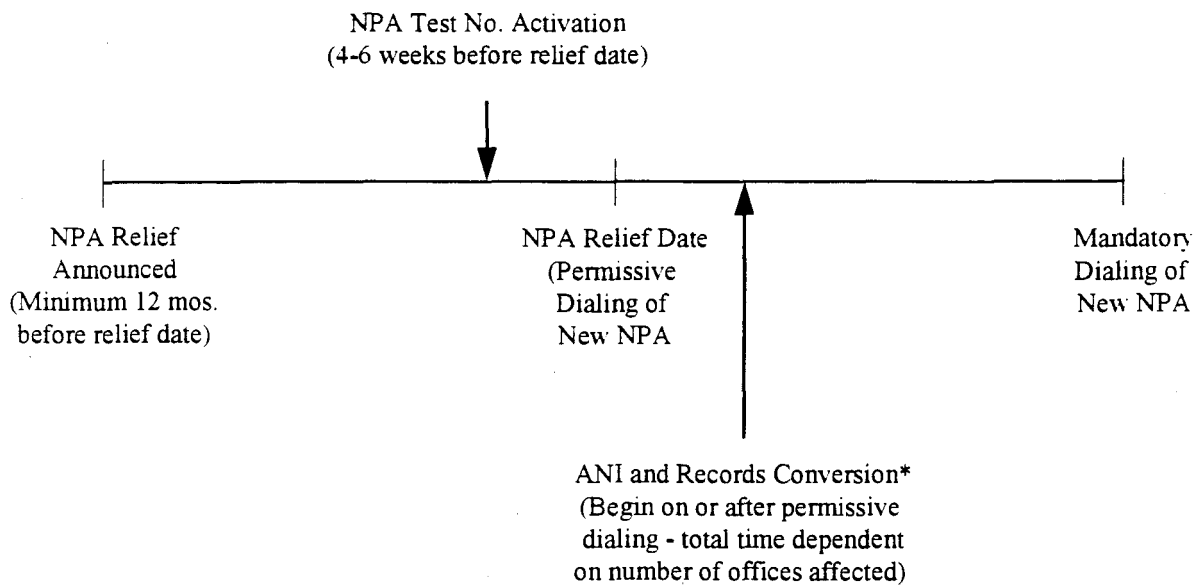 NPA Test No. Activation
(4-6 weeks before relief date)
NPA Relief
Announced
(Minimum 12 mos.
before relief date)
NPA Relief Date
(Permissive
Dialing of
New NPA
Mandatory
Dialing of
New NPA
ANI and Records Conversion*
(Begin on or after permissive
dialing - total time dependent
on number of offices affected)